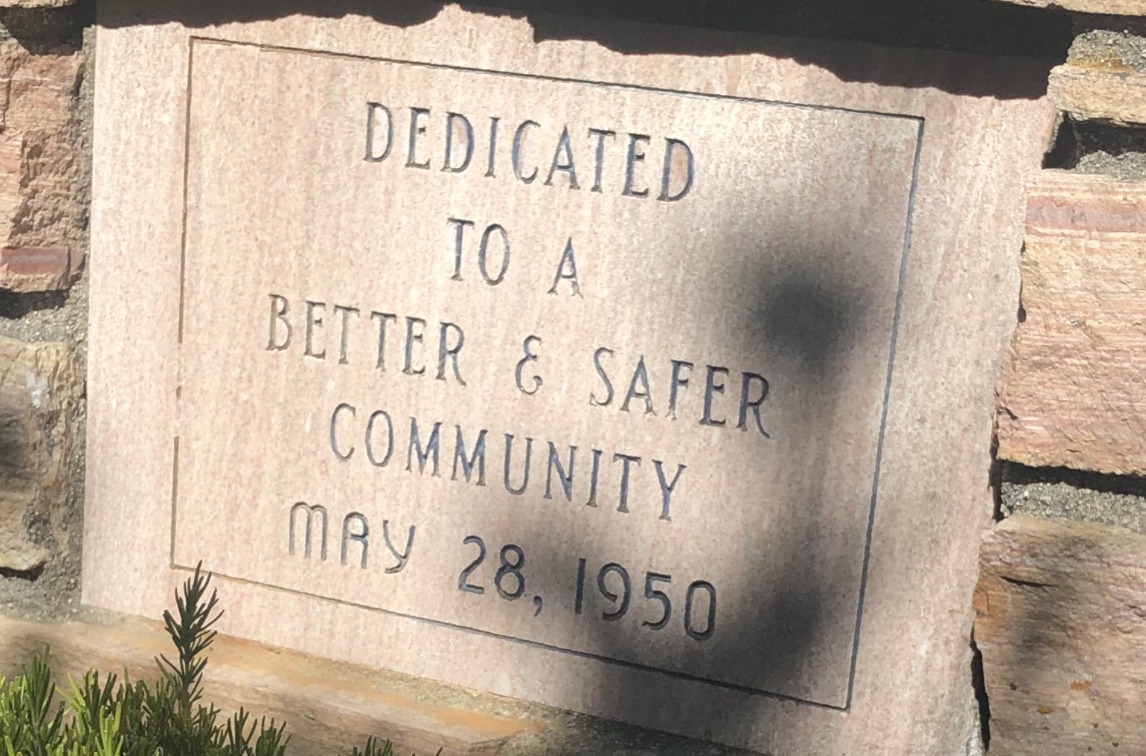 DEDICATED
TO A
BETTER & SAFER
COMMUNITY
MAY 28, 1950